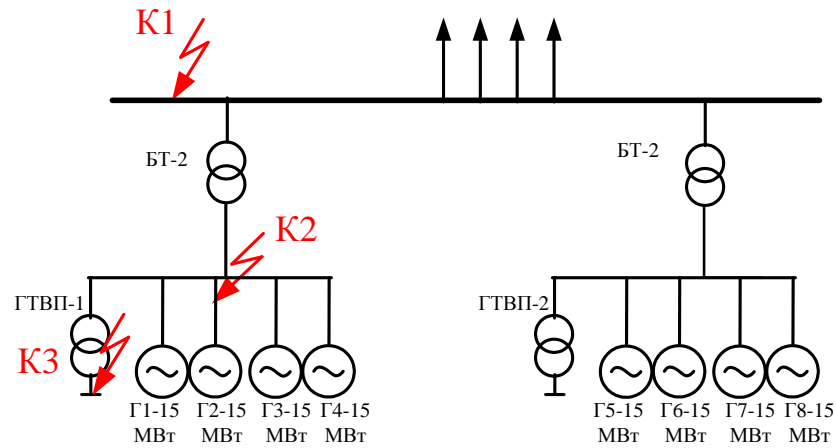 К1
БТ-2
БТ-2
К2
ГТВП-1
ГТВП-2
К3
Г1-15 Г2-15 Г3-15 Г4-15
МВт МВт МВт МВт
Г5-15 Г6-15 Г7-15 Г8-15
МВт МВт МВт МВт